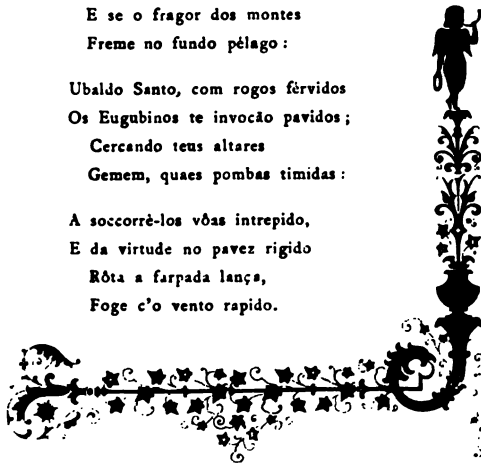 E se o fragor dos montes
Freme no fundo pélago :
Ubaldo Santo, com rogos férvidos
Os Eugubinos te invocão pavidos ;
Cercando teus altares
Gemem, quaes pombas timidas :
A soccorrè-los vôas intrepido,
E da virtude no pavez rigido
Rôta a farpada lança,
Foge c'o vento rapido.